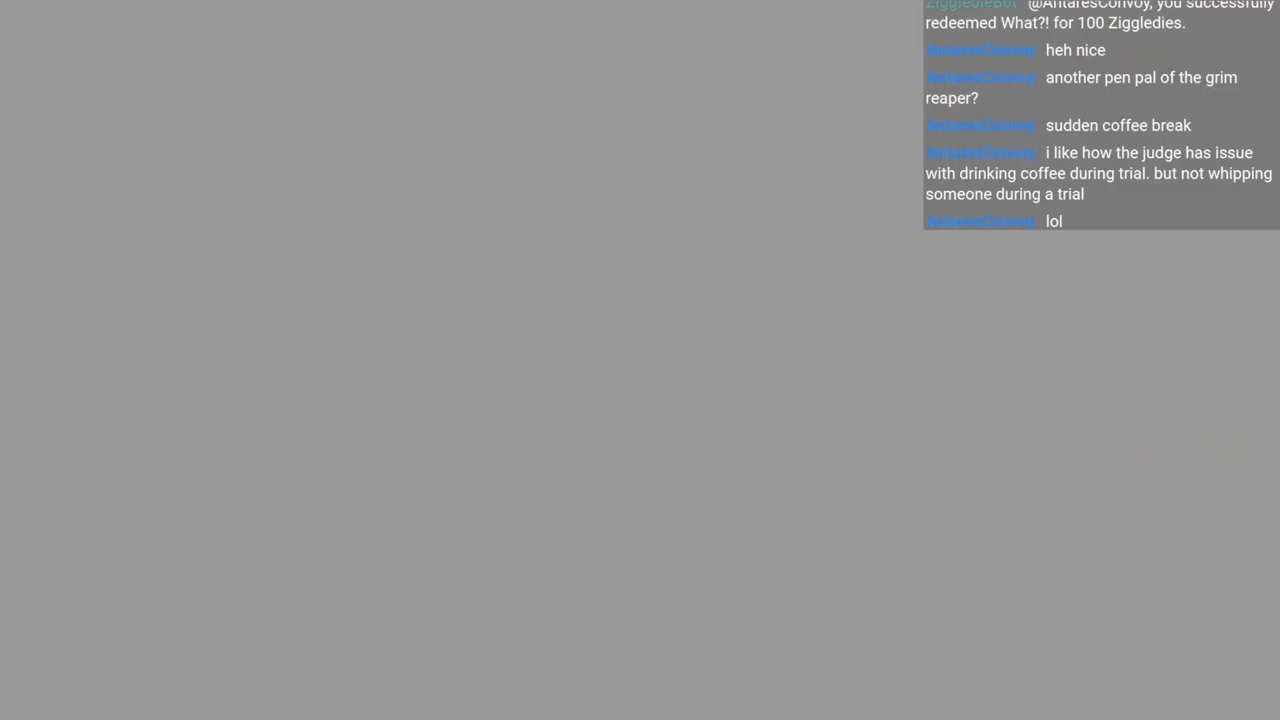 ZiggledieBot @AntaresConvoy, you successfully
redeemed What?! for 100 Ziggledies.
AntaresConvoy heh nice
AntaresConvoy another pen pal of the grim
reaper?
AntaresConvoy sudden coffee break
AntaresConvoy i like how the judge has issue
with drinking coffee during trial. but not whipping
someone during a trial
AntaresConvoy lol